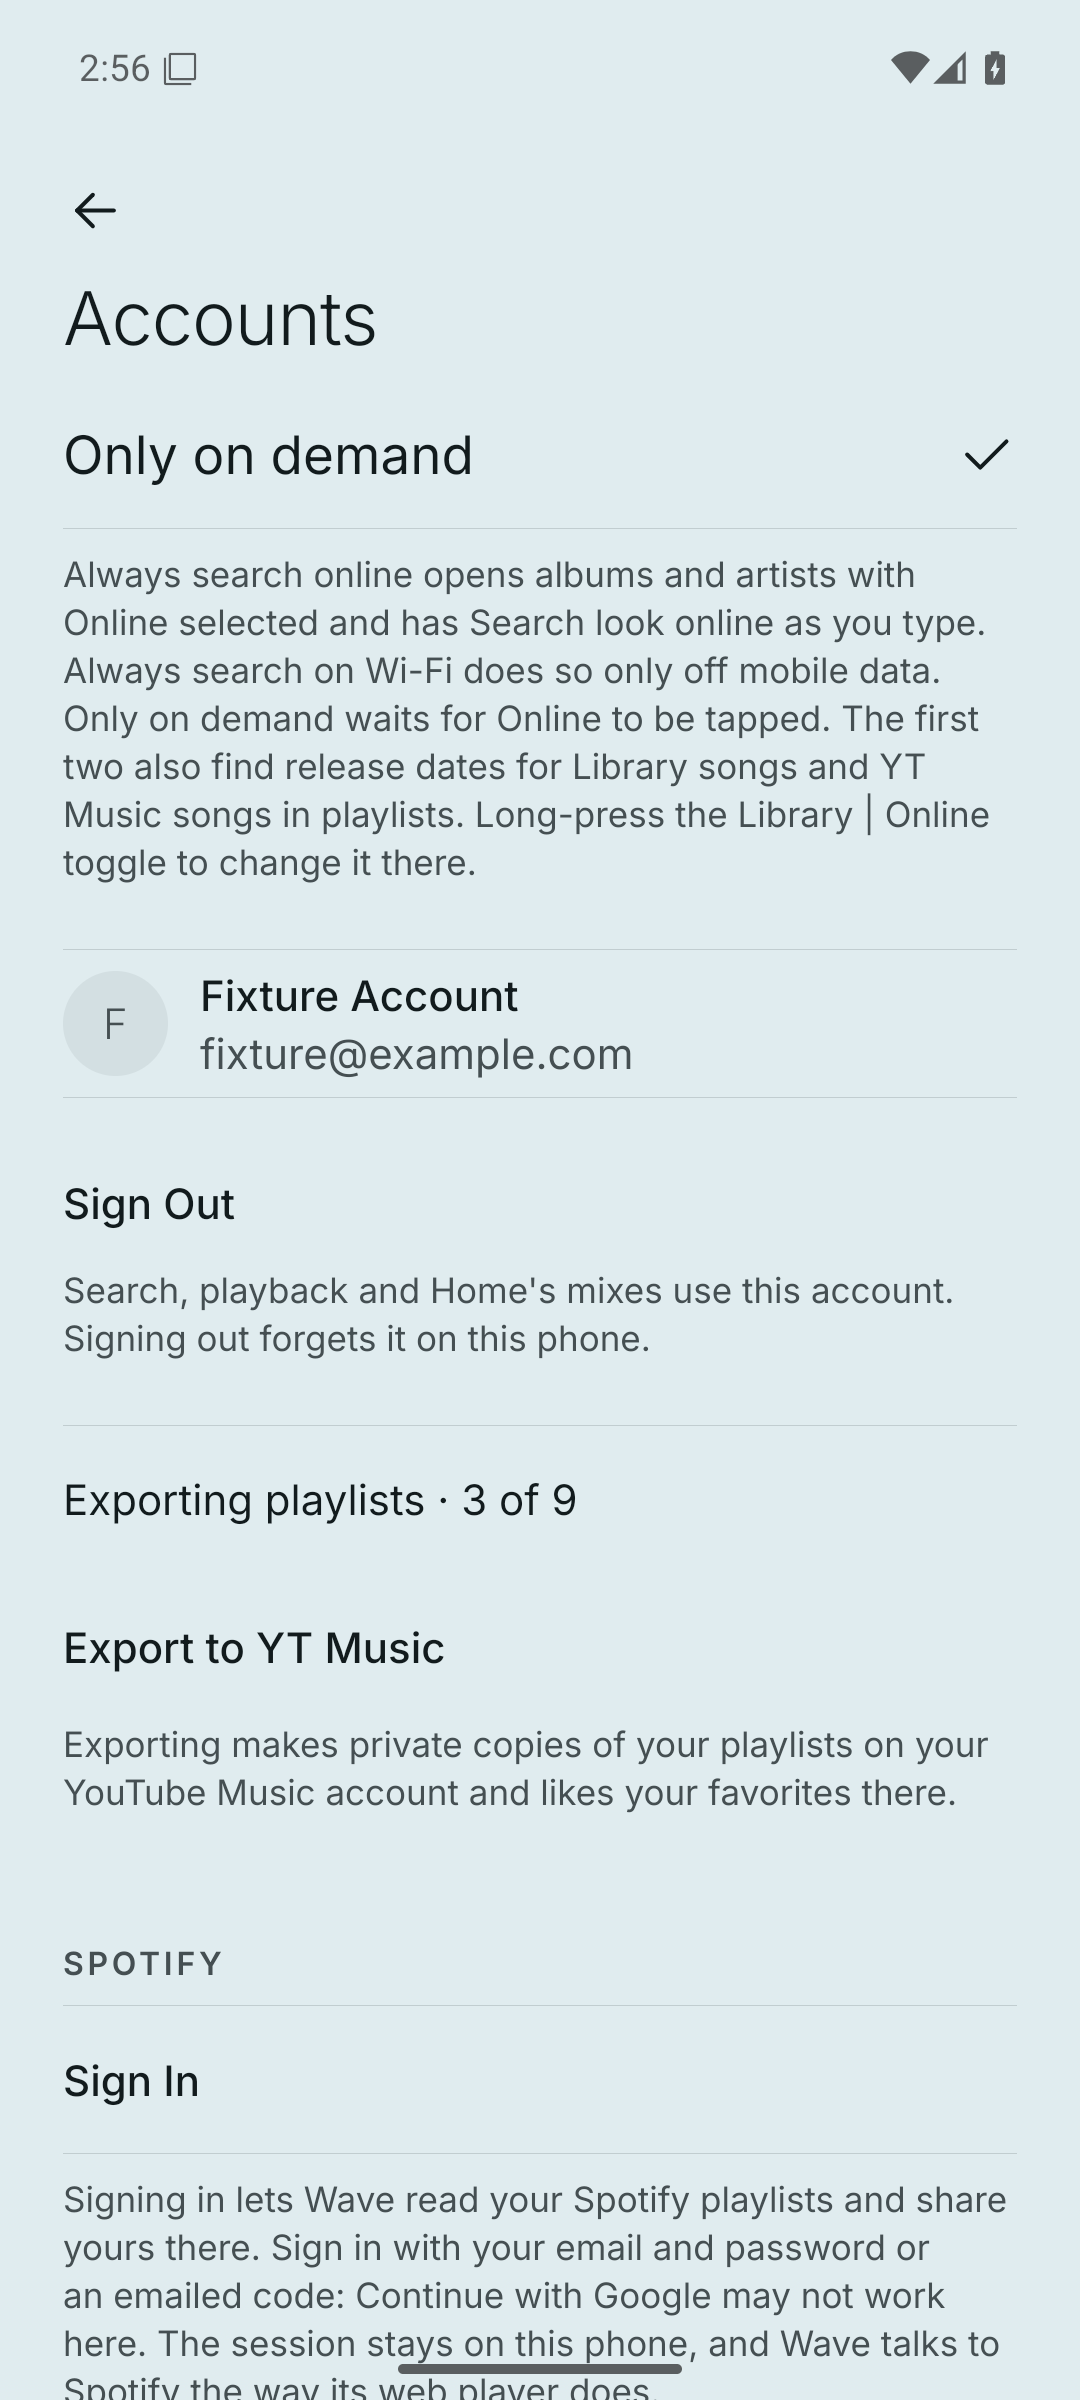 2:56
Accounts
Only on demand
Always search online opens albums and artists with
Online selected and has Search look online as you type.
Always search on Wi-Fi does so only off mobile data.
Only on demand waits for Online to be tapped. The first
two also find release dates for Library songs and YT
Music songs in playlists. Long-press the Library | Online
toggle to change it there.
F
Fixture Account
fixture@example.com
Sign Out
Search, playback and Home's mixes use this account.
Signing out forgets it on this phone.
Exporting playlists · 3 of 9
Export to YT Music
Exporting makes private copies of your playlists on your
YouTube Music account and likes your favorites there.
SPOTIFY
Sign In
Signing in lets Wave read your Spotify playlists and share
yours there. Sign in with your email and password or
an emailed code: Continue with Google may not work
here. The session stays on this phone, and Wave talks to
Spotify the way its web player does.